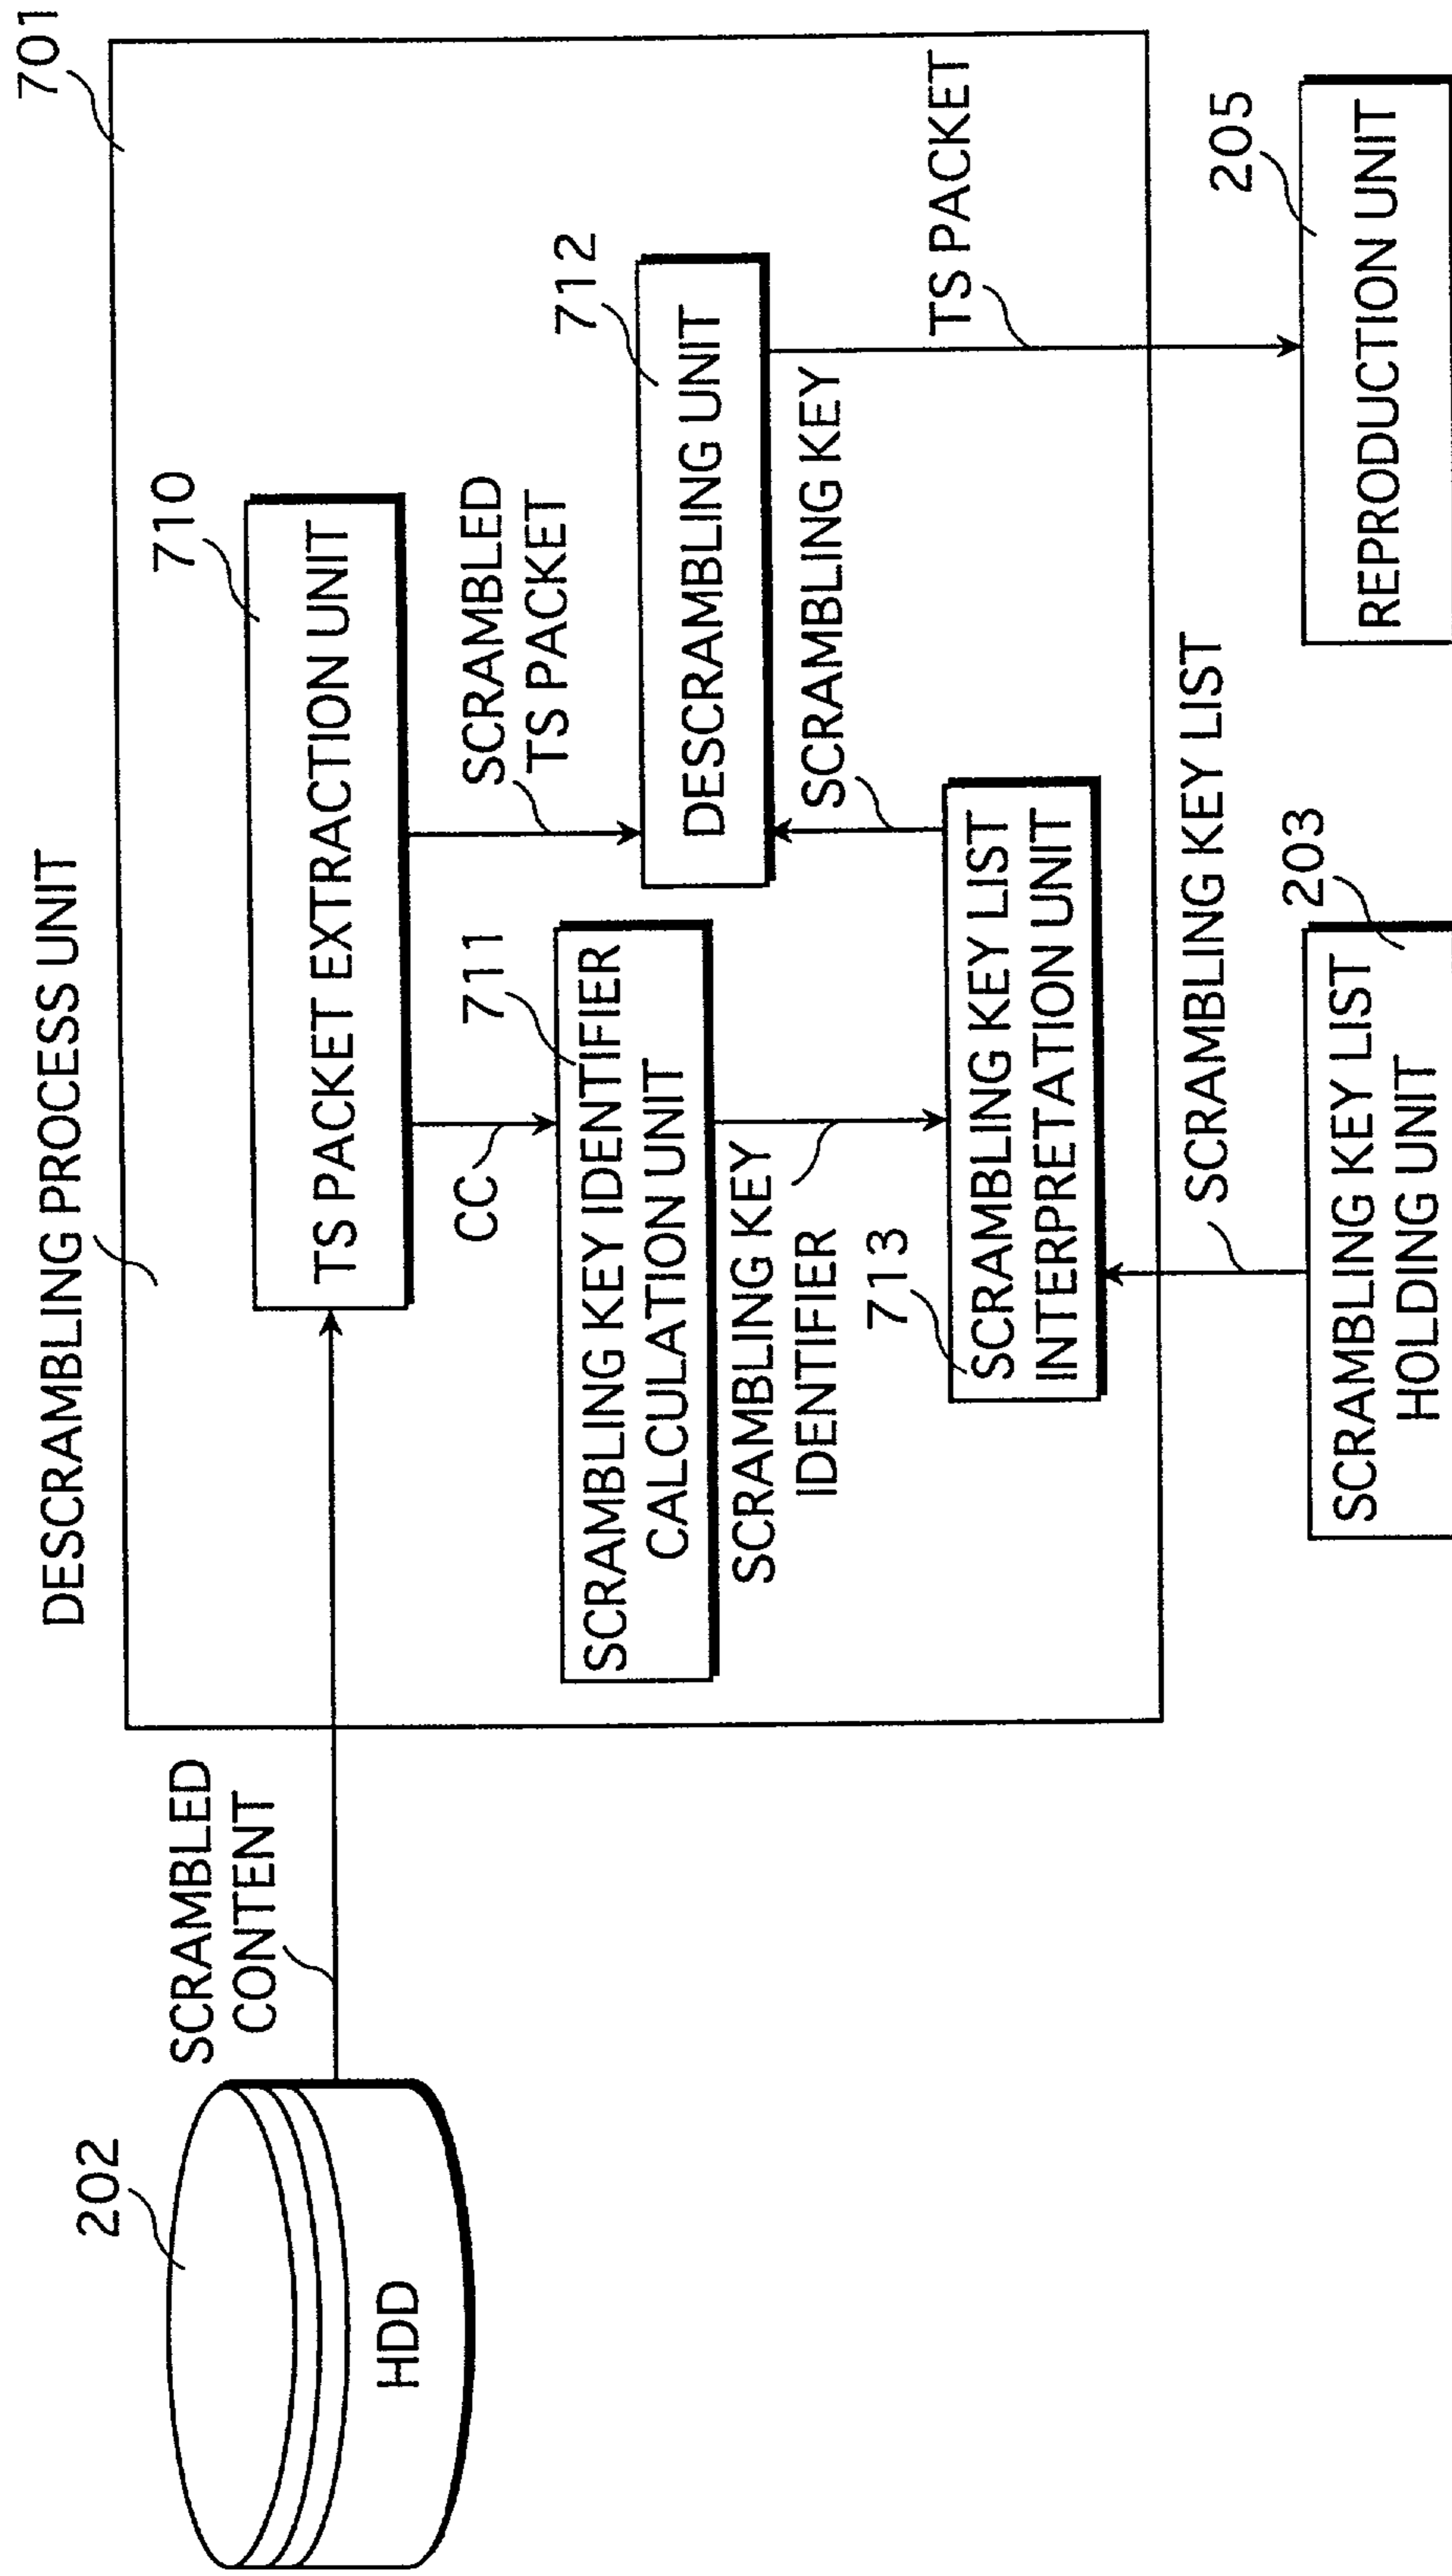 DESCRAMBLING PROCESS UNIT
701
202
HDD
SCRAMBLED
CONTENT
710
TS PACKET EXTRACTION UNIT
CC
SCRAMBLED
TS PACKET
711
SCRAMBLING KEY IDENTIFIER
CALCULATION UNIT
712
DESCRAMBLING UNIT
SCRAMBLING KEY
IDENTIFIER
SCRAMBLING KEY
TS PACKET
713
SCRAMBLING KEY LIST
INTERPRETATION UNIT
SCRAMBLING KEY LIST
203
SCRAMBLING KEY LIST
HOLDING UNIT
205
REPRODUCTION UNIT